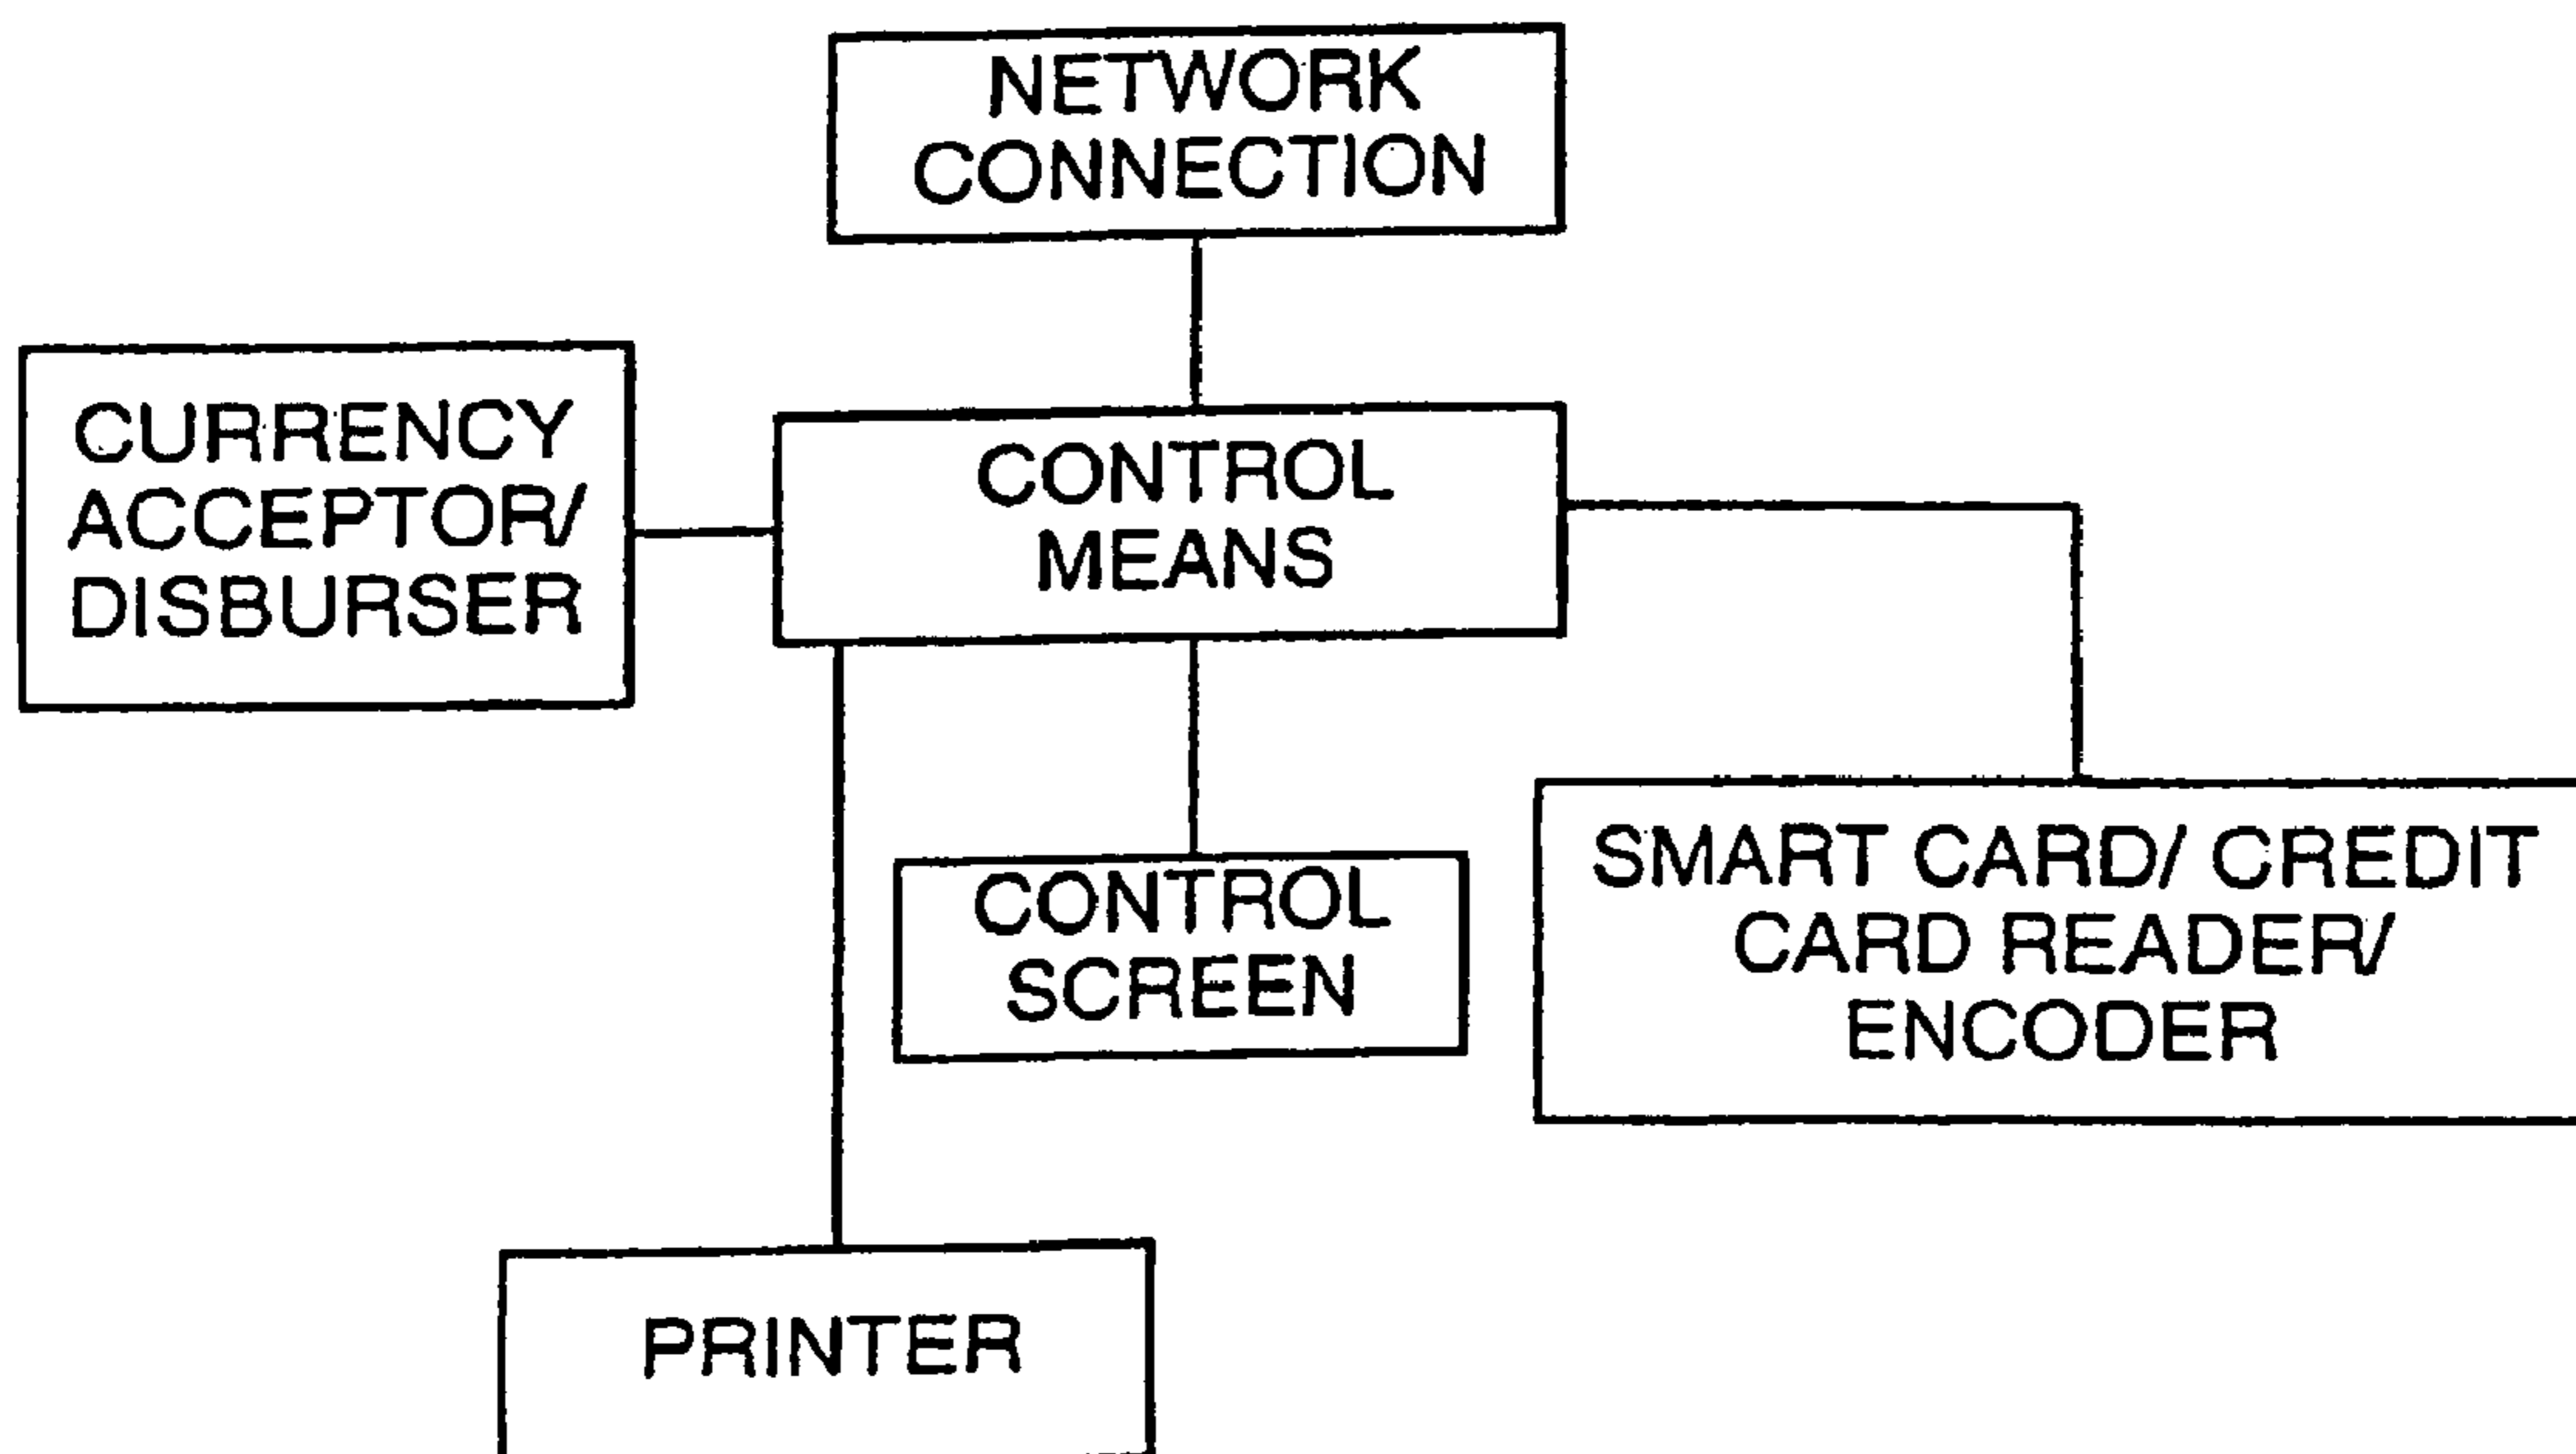 NETWORK
CONNECTION
CURRENCY
ACCEPTOR/
DISBURSER
CONTROL
MEANS
CONTROL
SCREEN
SMART CARD/ CREDIT
CARD READER/
ENCODER
PRINTER